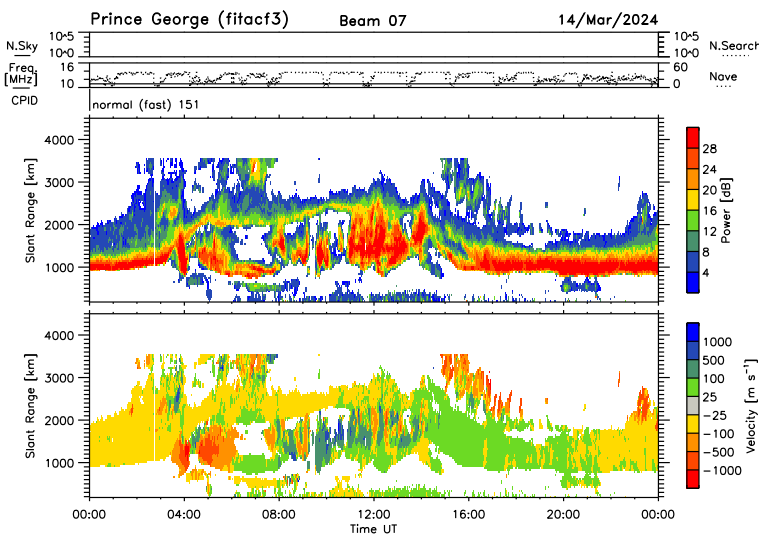 Prince George (fitacf3) Beam 07 14/Mar/2024
N.Sky 10^5 10^5 N.Search
10^0 10^0
Freq. 16 60 Nave
[MHz] 10 0
CPID normal (fast) 151
4000
3000
2000
1000
Slant Range [km]
28
24
20
16
12
8
4
Power [dB]
4000
3000
2000
1000
Slant Range [km]
1000
500
100
25
−25
−100
−500
−1000
Velocity [m s⁻¹]
00:00 04:00 08:00 12:00 16:00 20:00 00:00
Time UT